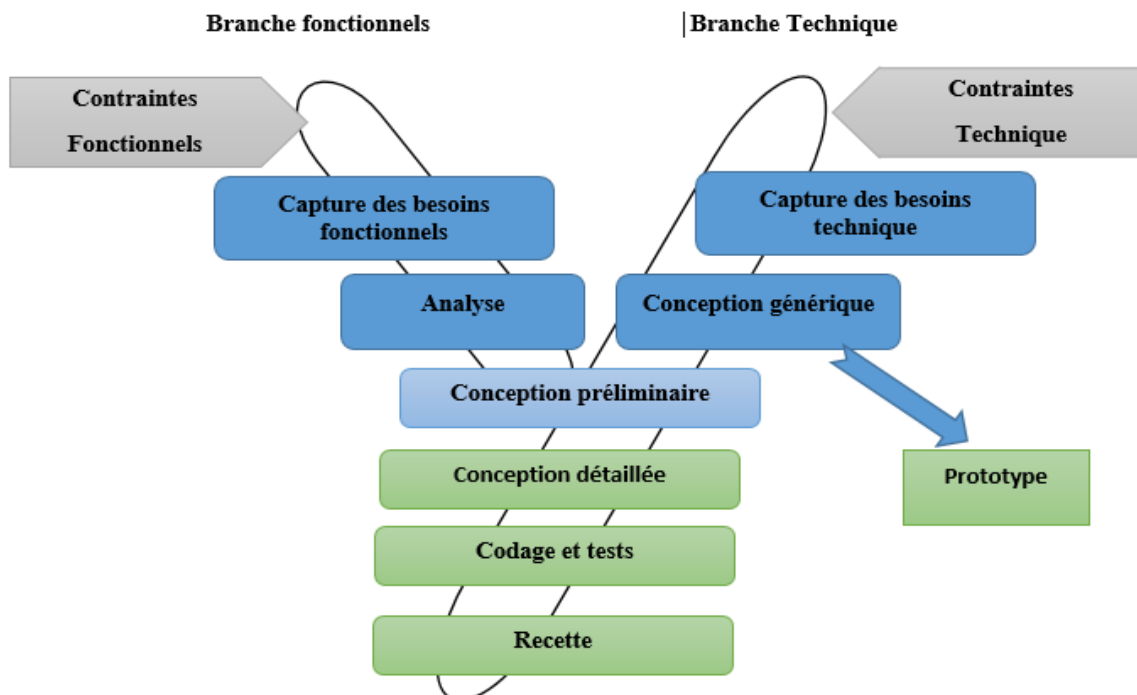 Branche fonctionnels
|Branche Technique
Contraintes
Fonctionnels
Contraintes
Technique
Capture des besoins
fonctionnels
Capture des besoins
technique
Analyse
Conception générique
Conception préliminaire
Conception détaillée
Prototype
Codage et tests
Recette